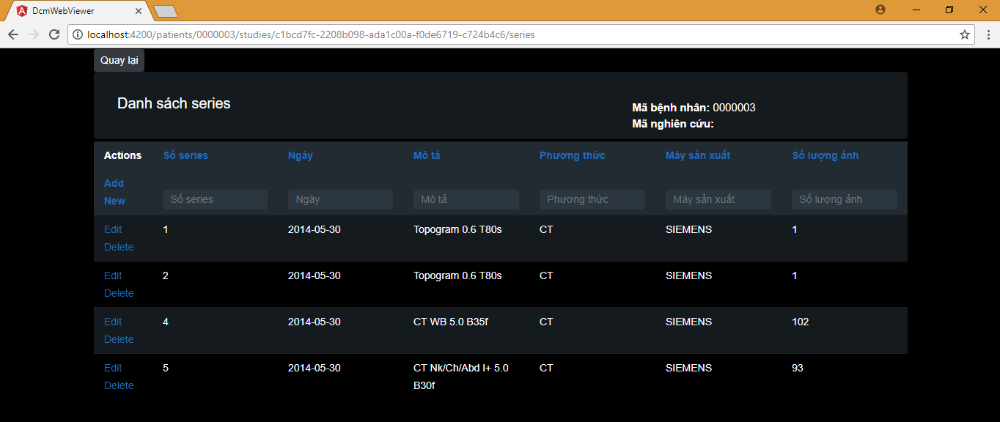 DcmWebViewer
localhost:4200/patients/0000003/studies/c1bcd7fc-2208b098-ada1c00a-f0de6719-c724b4c6/series
Quay lại
Danh sách series
Mã bệnh nhân: 0000003
Mã nghiên cứu:
Actions Số series Ngày Mô tả Phương thức Máy sản xuất Số lượng ảnh
Add
New
Số series Ngày Mô tả Phương thức Máy sản xuất Số lượng ảnh
Edit 1 2014-05-30 Topogram 0.6 T80s CT SIEMENS 1
Delete
Edit 2 2014-05-30 Topogram 0.6 T80s CT SIEMENS 1
Delete
Edit 4 2014-05-30 CT WB 5.0 B35f CT SIEMENS 102
Delete
Edit 5 2014-05-30 CT Nk/Ch/Abd I+ 5.0 CT SIEMENS 93
Delete B30f